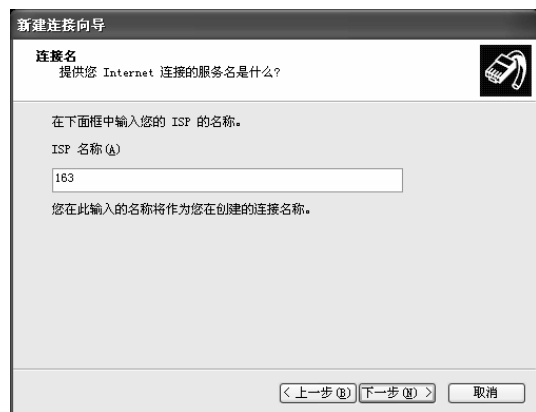 新建连接向导
连接名
提供您 Internet 连接的服务名是什么?
在下面框中输入您的 ISP 的名称。
ISP 名称(A)
163
您在此输入的名称将作为您在创建的连接名称。
< 上一步(B) 下一步(N) > 取消